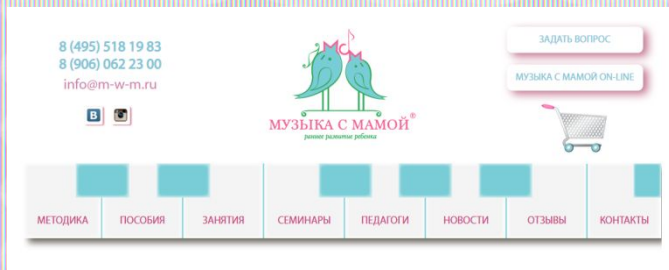 8 (495) 518 19 83
8 (906) 062 23 00
info@m-w-m.ru
МСМ
МУЗЫКА С МАМОЙ®
раннее развитие ребенка
ЗАДАТЬ ВОПРОС
МУЗЫКА С МАМОЙ ON-LINE
МЕТОДИКА ПОСОБИЯ ЗАНЯТИЯ СЕМИНАРЫ ПЕДАГОГИ НОВОСТИ ОТЗЫВЫ КОНТАКТЫ